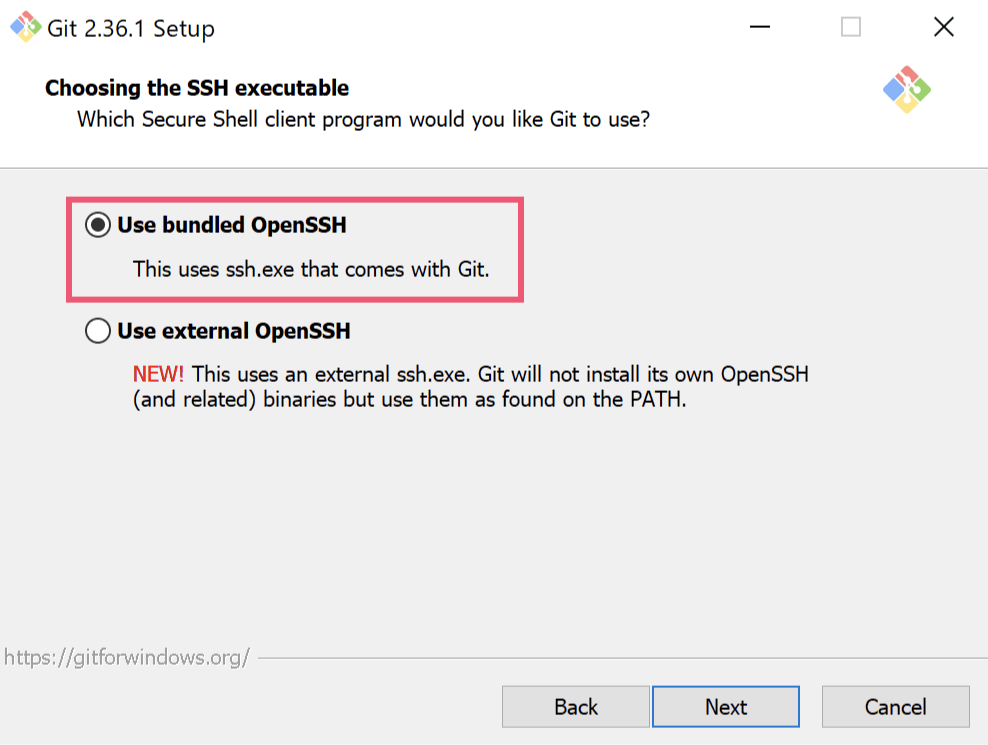 Git 2.36.1 Setup
Choosing the SSH executable
Which Secure Shell client program would you like Git to use?
Use bundled OpenSSH
This uses ssh.exe that comes with Git.
Use external OpenSSH
NEW! This uses an external ssh.exe. Git will not install its own OpenSSH
(and related) binaries but use them as found on the PATH.
https://gitforwindows.org/
Back
Next
Cancel